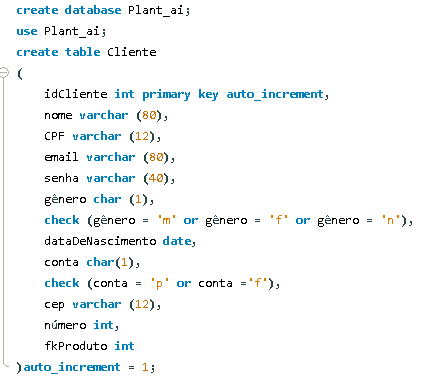 create database Plant_ai;
use Plant_ai;
create table Cliente
(
idCliente int primary key auto_increment,
nome varchar (80),
CPF varchar (12),
email varchar (80),
senha varchar (40),
gênero char (1),
check (gênero = 'm' or gênero = 'f' or gênero = 'n'),
dataDeNascimento date,
conta char(1),
check (conta = 'p' or conta ='f'),
cep varchar (12),
número int,
fkProduto int
)auto_increment = 1;